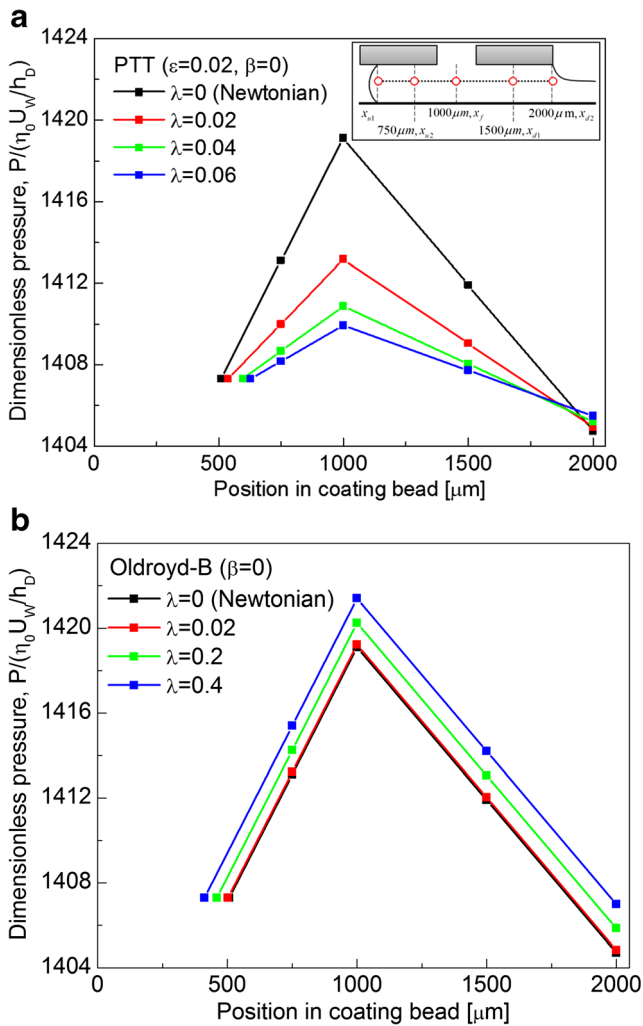 a
1424
1420
1416
1412
1408
1404
Dimensionless pressure, P/(η₀U_W/h_D)
PTT (ε=0.02, β=0)
λ=0 (Newtonian)
λ=0.02
λ=0.04
λ=0.06
x_u1
1000μm, x_f
2000μm, x_d2
750μm, x_u2
1500μm, x_d1
0
500
1000
1500
2000
Position in coating bead [μm]
b
1424
1420
1416
1412
1408
1404
Dimensionless pressure, P/(η₀U_W/h_D)
Oldroyd-B (β=0)
λ=0 (Newtonian)
λ=0.02
λ=0.2
λ=0.4
0
500
1000
1500
2000
Position in coating bead [μm]